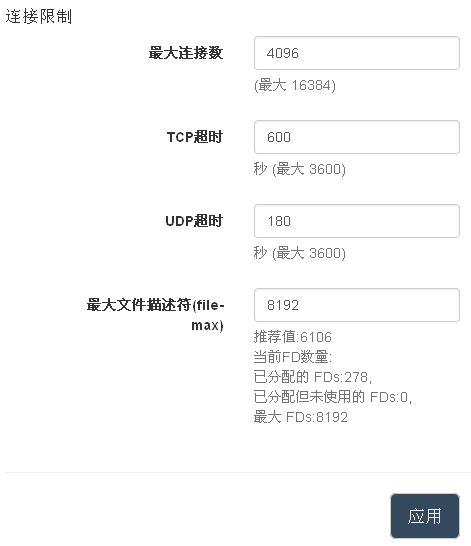 连接限制
最大连接数
4096
(最大 16384)
TCP超时
600
秒 (最大 3600)
UDP超时
180
秒 (最大 3600)
最大文件描述符(file-
max)
8192
推荐值:6106
当前FD数量:
已分配的 FDs:278,
已分配但未使用的 FDs:0,
最大 FDs:8192
应用